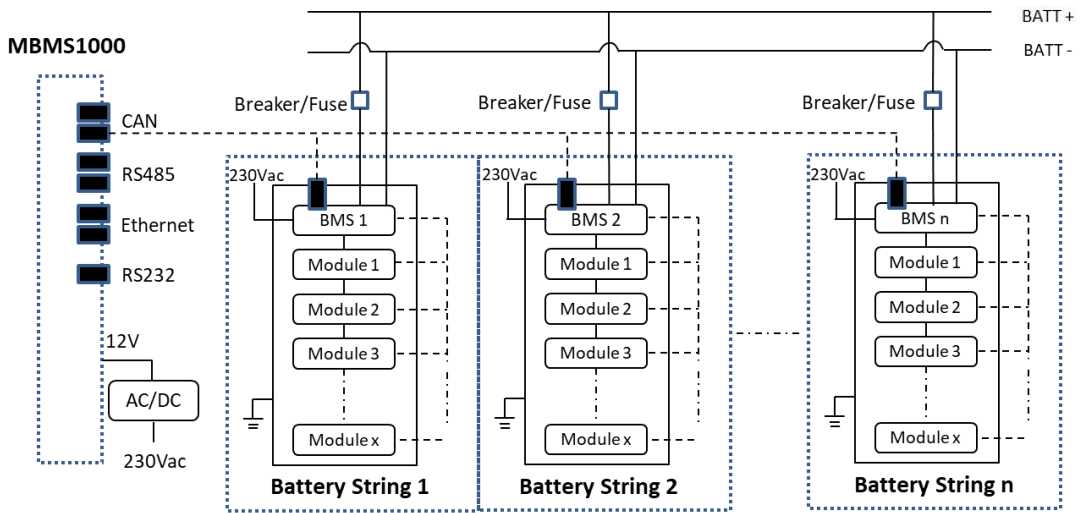 BATT +
MBMS1000
BATT -
Breaker/Fuse
Breaker/Fuse
Breaker/Fuse
CAN
RS485
Ethernet
RS232
12V
AC/DC
230Vac
230Vac
BMS 1
Module 1
Module 2
Module 3
Module x
Battery String 1
230Vac
BMS 2
Module 1
Module 2
Module 3
Module x
Battery String 2
230Vac
BMS n
Module 1
Module 2
Module 3
Module x
Battery String n